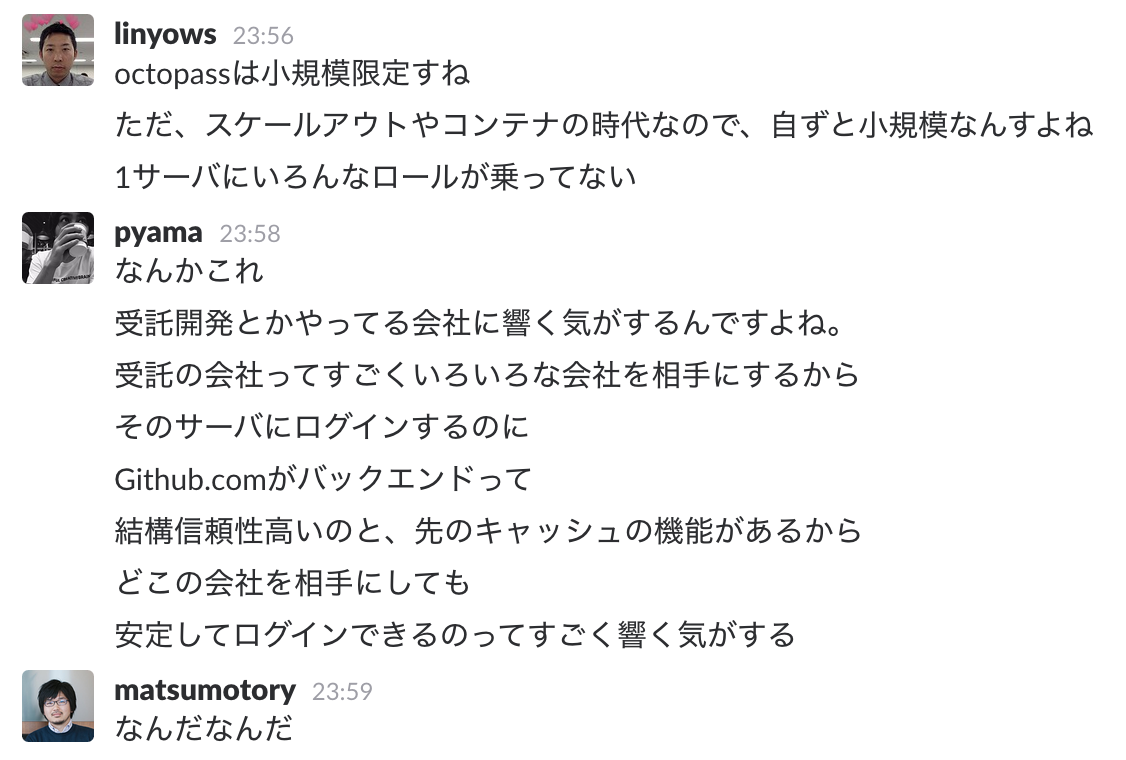 linyows 23:56
octopassは小規模限定すね
ただ、スケールアウトやコンテナの時代なので、自ずと小規模なんすよね
1サーバにいろんなロールが乗ってない
pyama 23:58
なんかこれ
受託開発とかやってる会社に響く気がするんですよね。
受託の会社ってすごくいろいろな会社を相手にするから
そのサーバにログインするのに
Github.comがバックエンドって
結構信頼性高いのと、先のキャッシュの機能があるから
どこの会社を相手にしても
安定してログインできるのってすごく響く気がする
matsumotory 23:59
なんだなんだ